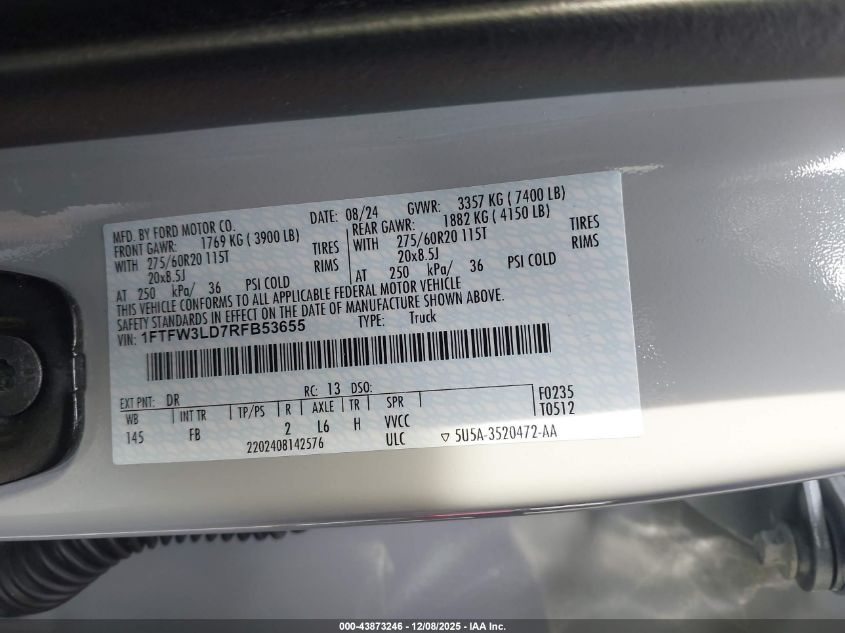 MFD. BY FORD MOTOR CO. DATE: 08/24 GVWR: 3357 KG ( 7400 LB)
FRONT GAWR: 1769 KG ( 3900 LB) REAR GAWR: 1882 KG ( 4150 LB)
WITH 275/60R20 115T TIRES WITH 275/60R20 115T TIRES
20x8.5J RIMS 20x8.5J RIMS
AT 250 kPa/ 36 PSI COLD AT 250 kPa/ 36 PSI COLD
THIS VEHICLE CONFORMS TO ALL APPLICABLE FEDERAL MOTOR VEHICLE
SAFETY STANDARDS IN EFFECT ON THE DATE OF MANUFACTURE SHOWN ABOVE.
VIN: 1FTFW3LD7RFB53655 TYPE: Truck
EXT PNT: DR RC: 13 DSO: F0235
WB INT TR TP/PS R AXLE TR SPR T0512
145 FB 2 L6 H VVCC
2202408142576 ULC 5U5A-3520472-AA
000-43873246 - 12/08/2025 - IAA Inc.